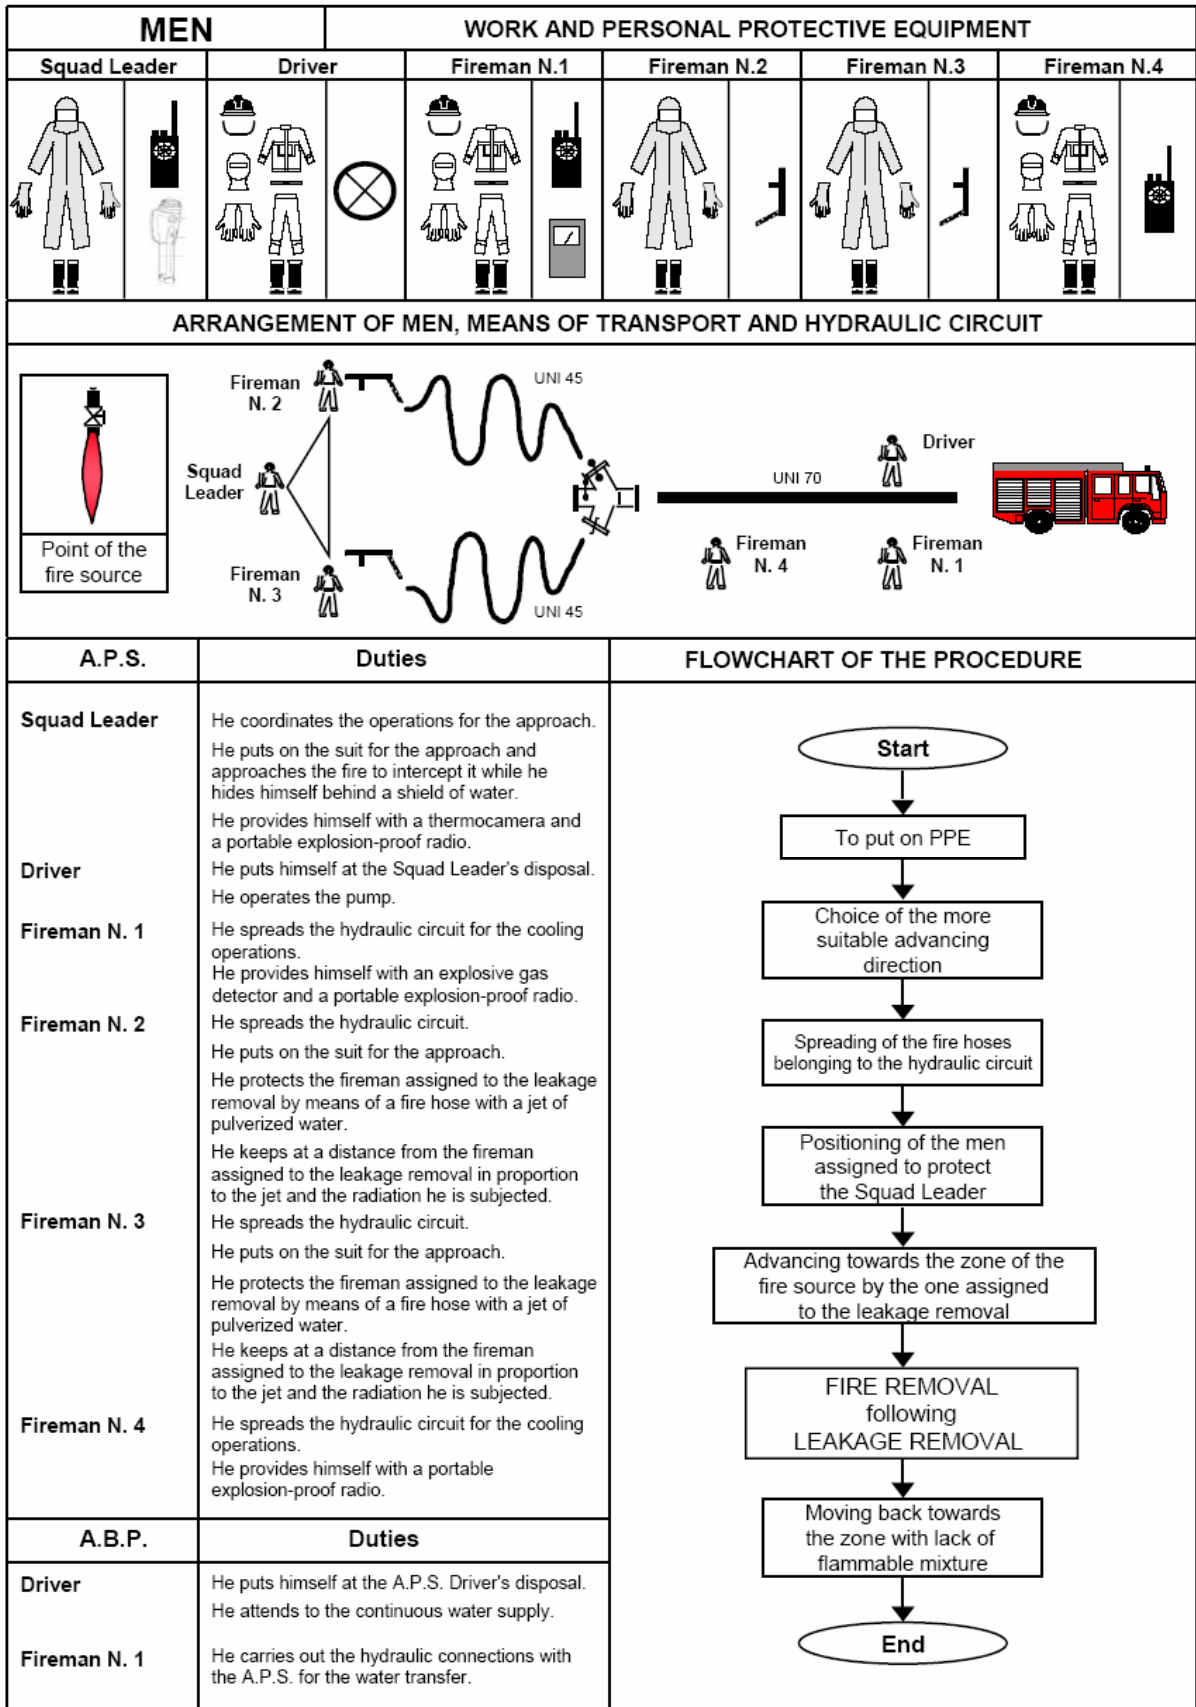 MEN
WORK AND PERSONAL PROTECTIVE EQUIPMENT
Squad Leader
Driver
Fireman N.1
Fireman N.2
Fireman N.3
Fireman N.4
ARRANGEMENT OF MEN, MEANS OF TRANSPORT AND HYDRAULIC CIRCUIT
Point of the
fire source
Fireman
N. 2
UNI 45
Squad
Leader
Fireman
N. 3
UNI 45
UNI 70
Driver
Fireman
N. 4
Fireman
N. 1
A.P.S.
Duties
Squad Leader
He coordinates the operations for the approach.
He puts on the suit for the approach and
approaches the fire to intercept it while he
hides himself behind a shield of water.
He provides himself with a thermocamera and
a portable explosion-proof radio.
Driver
He puts himself at the Squad Leader's disposal.
He operates the pump.
Fireman N. 1
He spreads the hydraulic circuit for the cooling
operations.
He provides himself with an explosive gas
detector and a portable explosion-proof radio.
Fireman N. 2
He spreads the hydraulic circuit.
He puts on the suit for the approach.
He protects the fireman assigned to the leakage
removal by means of a fire hose with a jet of
pulverized water.
He keeps at a distance from the fireman
assigned to the leakage removal in proportion
to the jet and the radiation he is subjected.
Fireman N. 3
He spreads the hydraulic circuit.
He puts on the suit for the approach.
He protects the fireman assigned to the leakage
removal by means of a fire hose with a jet of
pulverized water.
He keeps at a distance from the fireman
assigned to the leakage removal in proportion
to the jet and the radiation he is subjected.
Fireman N. 4
He spreads the hydraulic circuit for the cooling
operations.
He provides himself with a portable
explosion-proof radio.
A.B.P.
Duties
Driver
He puts himself at the A.P.S. Driver's disposal.
He attends to the continuous water supply.
Fireman N. 1
He carries out the hydraulic connections with
the A.P.S. for the water transfer.
FLOWCHART OF THE PROCEDURE
Start
To put on PPE
Choice of the more
suitable advancing
direction
Spreading of the fire hoses
belonging to the hydraulic circuit
Positioning of the men
assigned to protect
the Squad Leader
Advancing towards the zone of the
fire source by the one assigned
to the leakage removal
FIRE REMOVAL
following
LEAKAGE REMOVAL
Moving back towards
the zone with lack of
flammable mixture
End